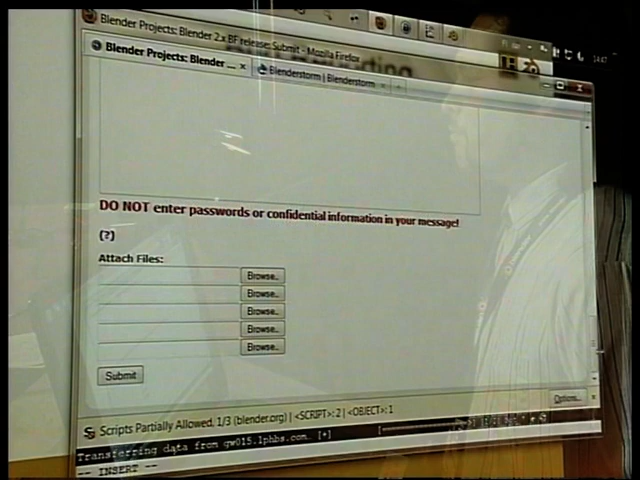 Blender Projects: Blender 2.x BF release: Submit - Mozilla Firefox
Blender Projects: Blender ... × Blenderstorm | Blenderstorm × +
DO NOT enter passwords or confidential information in your message!
(?)
Attach Files:
Browse..
Browse..
Browse..
Browse..
Browse..
Submit
Options...
Scripts Partially Allowed, 1/3 (blender.org) | <SCRIPT>: 2 | <OBJECT>: 1
Transferring data from gw015.lphbs.com. [+]
-- INSERT --